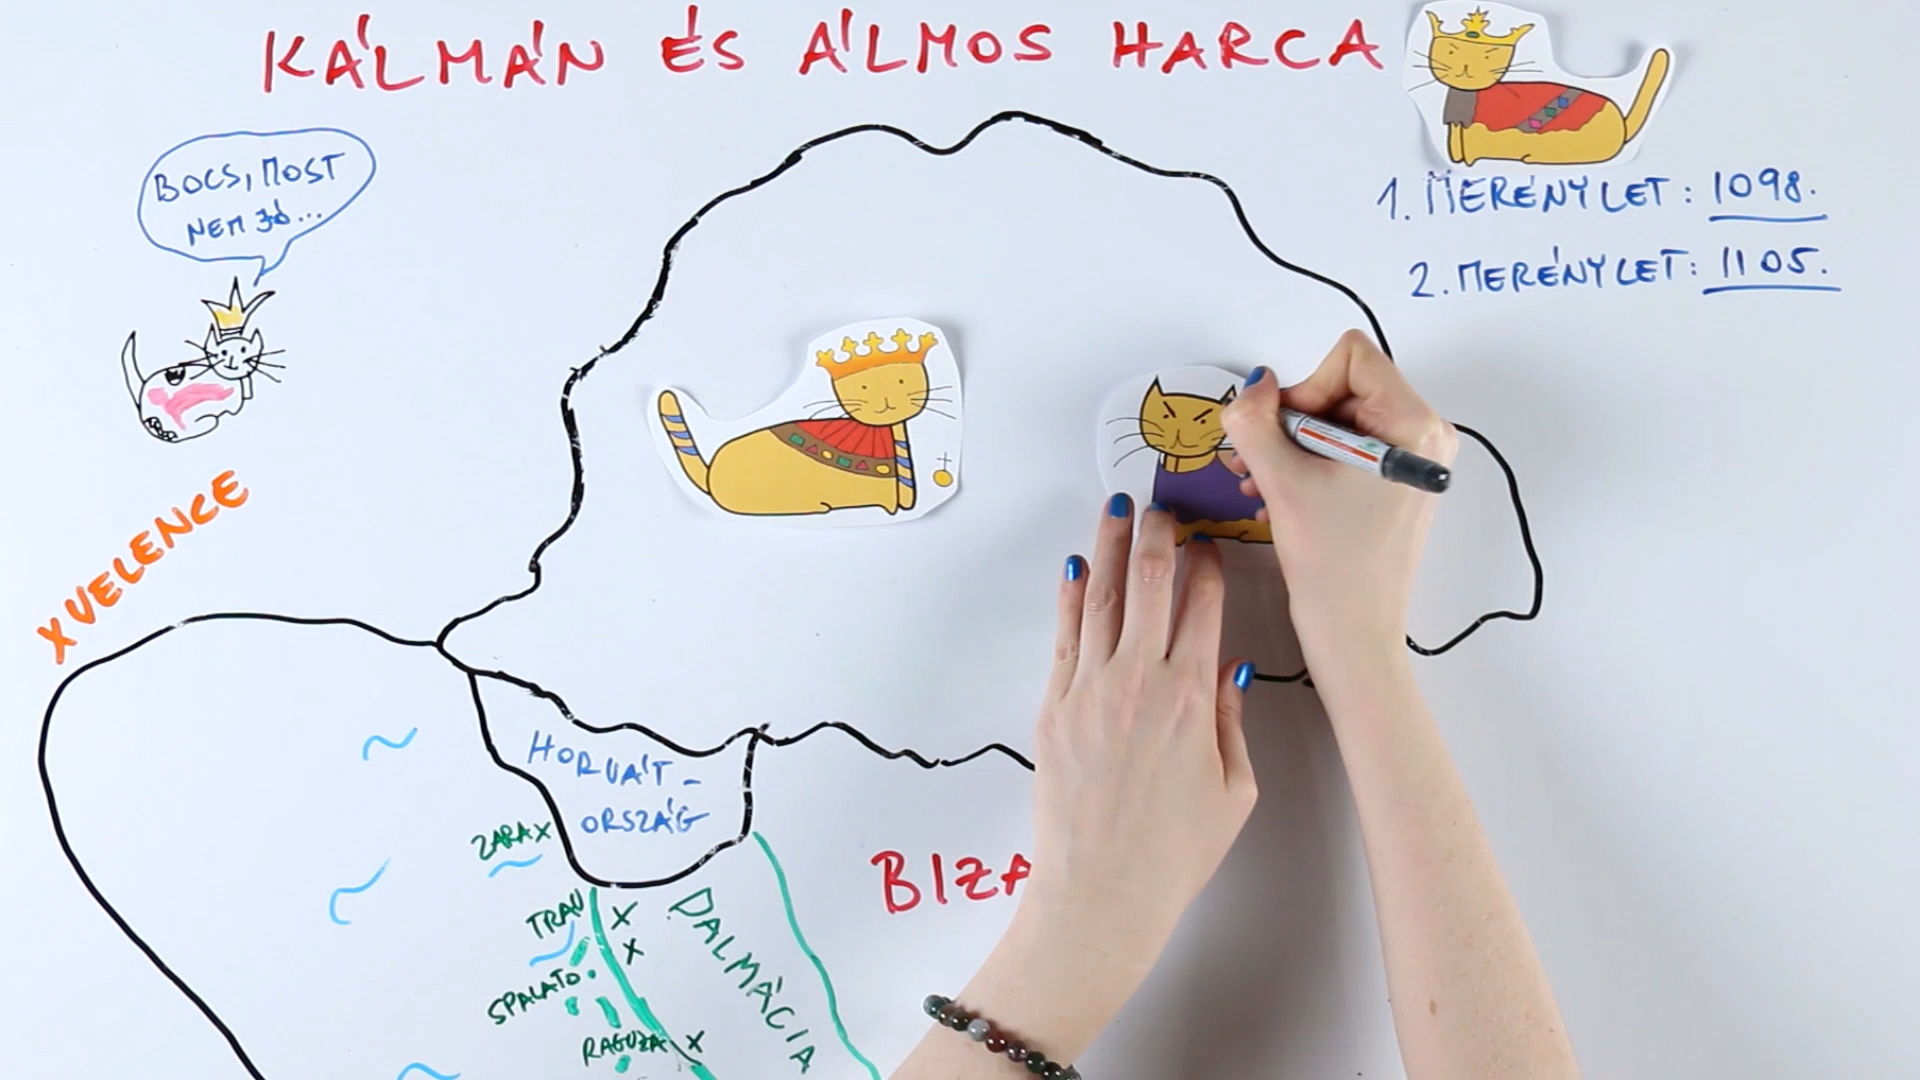 KÁLMÁN ÉS ÁLMOS HARCA
BOCS, MOST
NEM JÓ...
1. MERÉNYLET: 1098.
2. MERÉNYLET: 1105.
XVELENCE
HORVÁT-
ORSZÁG
ZARA X
BIZA
TRAU X
X
DALMÁCIA
SPALATO
RAGUZA X